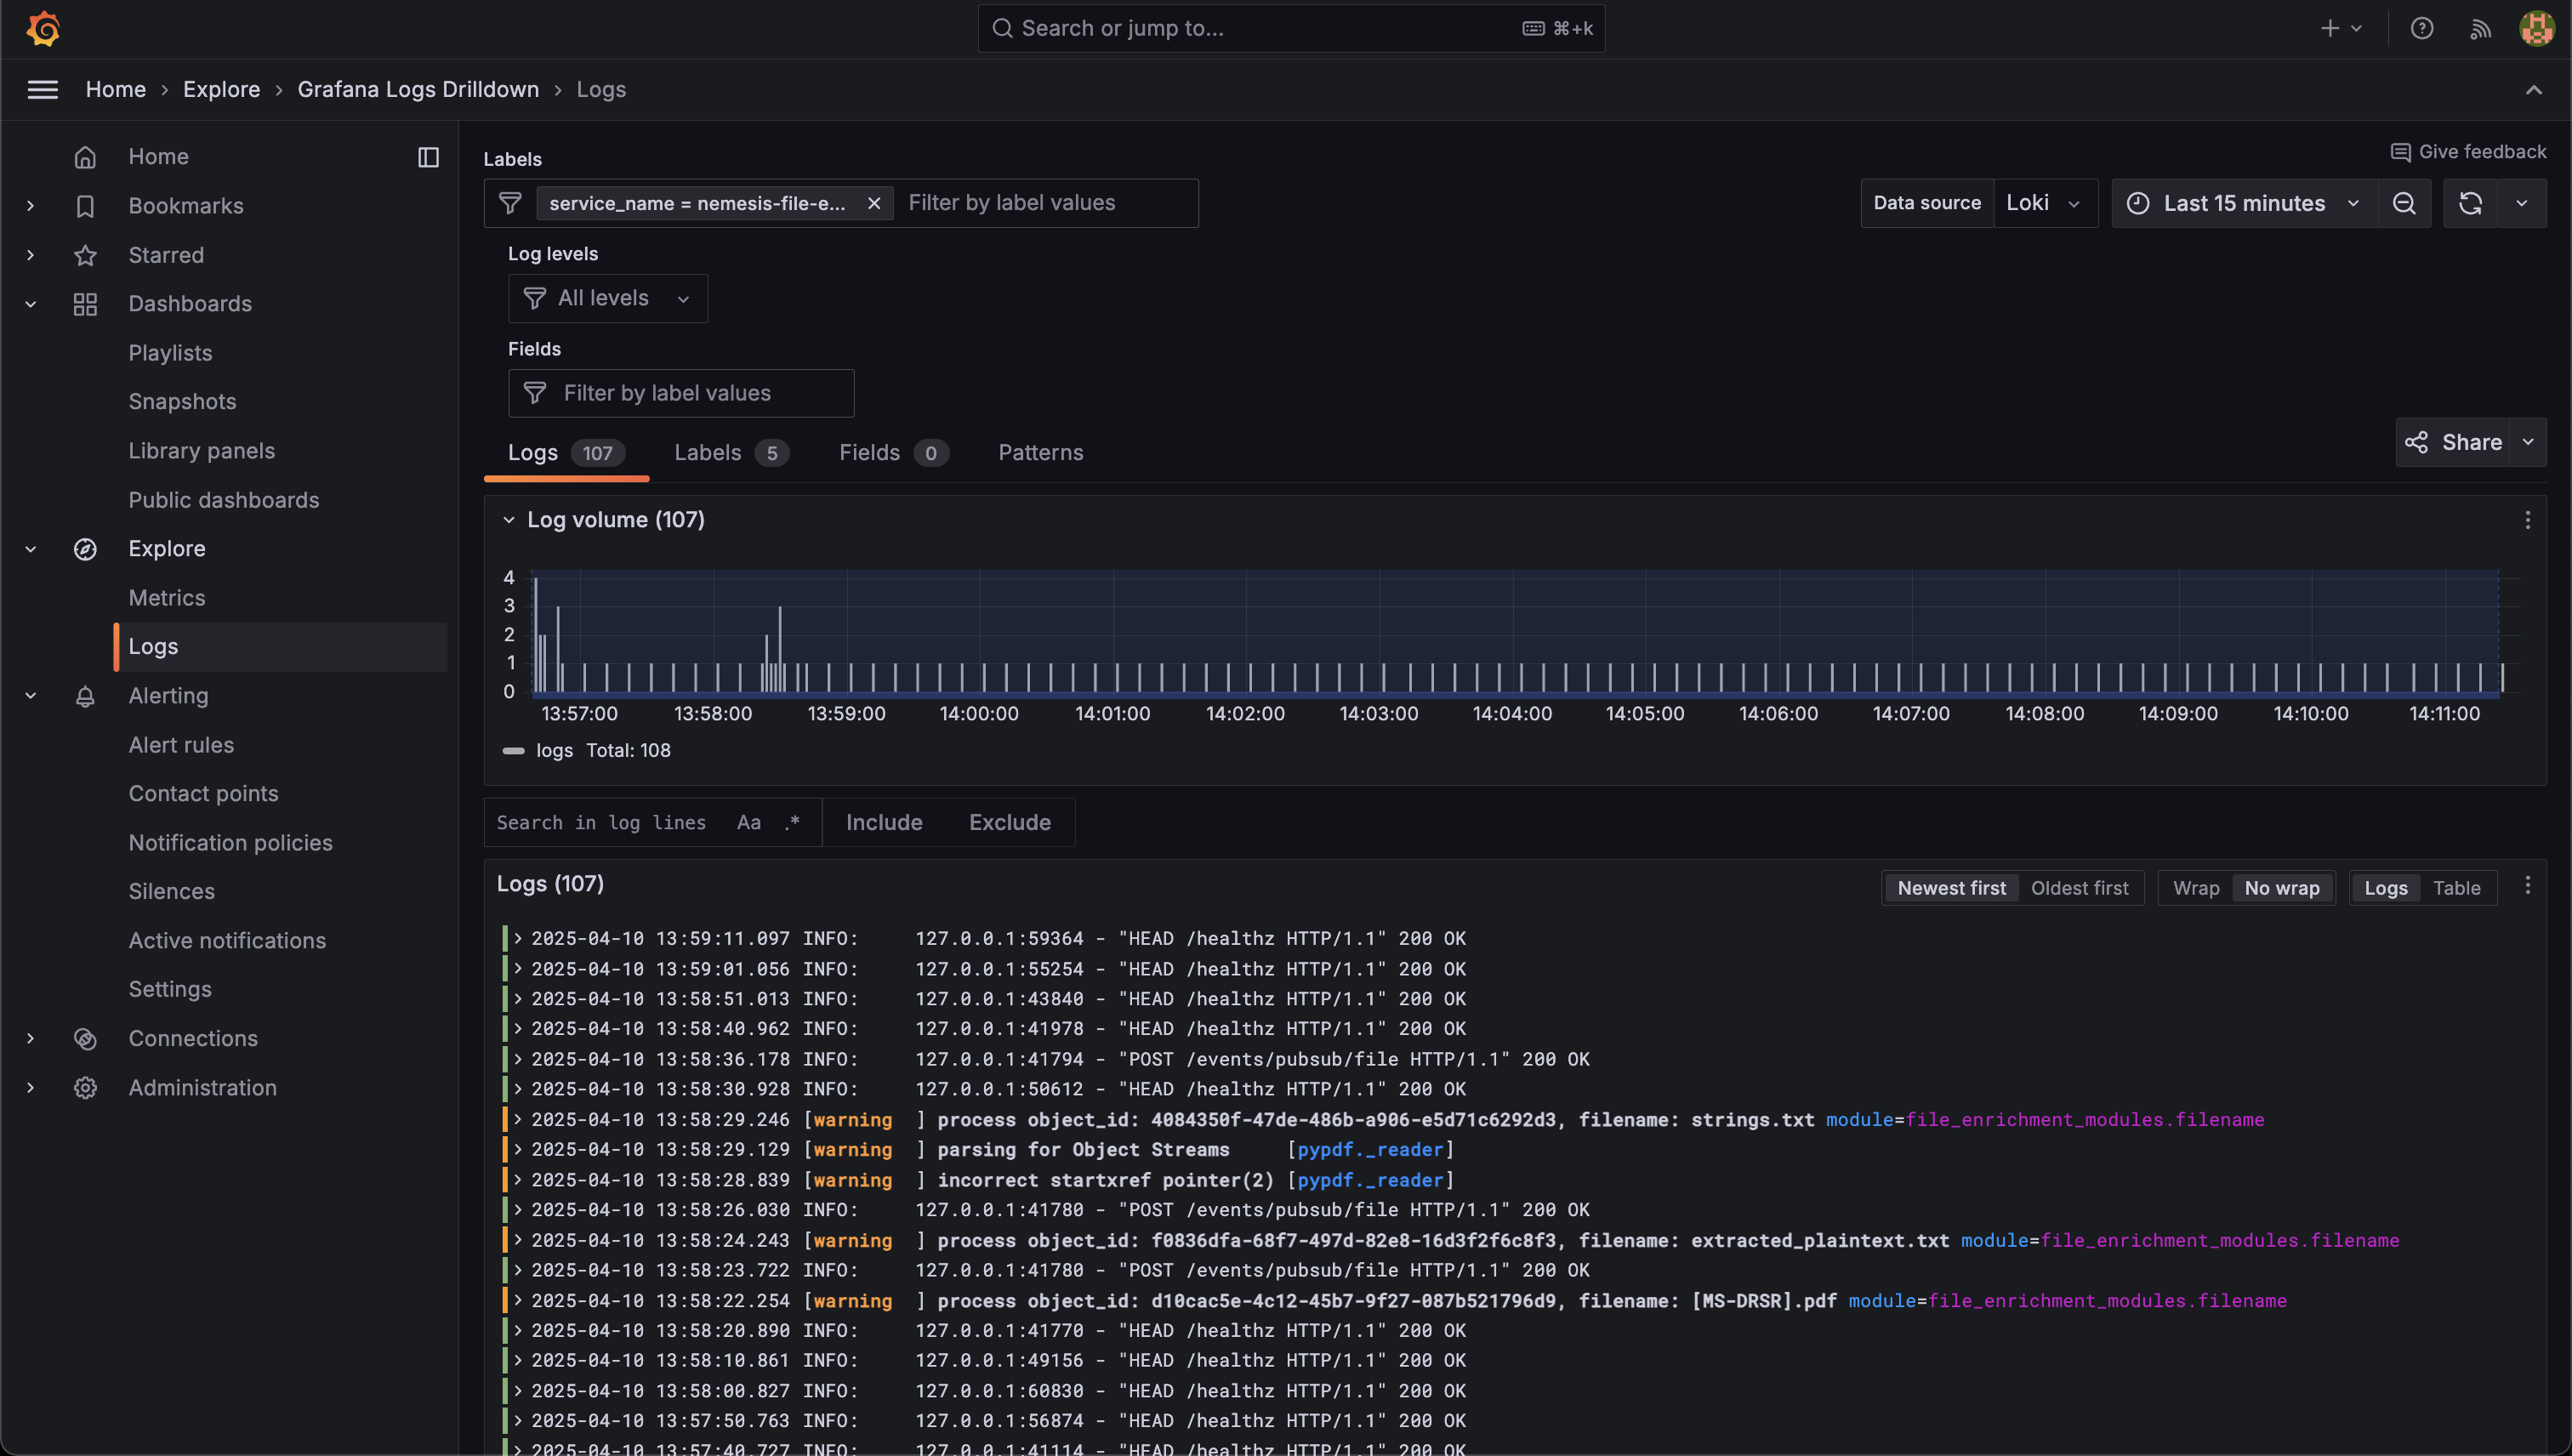 Search or jump to... ⌘+k
Home › Explore › Grafana Logs Drilldown › Logs
Home
Bookmarks
Starred
Dashboards
Playlists
Snapshots
Library panels
Public dashboards
Explore
Metrics
Logs
Alerting
Alert rules
Contact points
Notification policies
Silences
Active notifications
Settings
Connections
Administration
Give feedback
Labels
service_name = nemesis-file-e... Filter by label values
Data source Loki Last 15 minutes
Log levels
All levels
Fields
Filter by label values
Logs 107 Labels 5 Fields 0 Patterns
Share
Log volume (107)
4
3
2
1
0
13:57:00 13:58:00 13:59:00 14:00:00 14:01:00 14:02:00 14:03:00 14:04:00 14:05:00 14:06:00 14:07:00 14:08:00 14:09:00 14:10:00 14:11:00
logs Total: 108
Search in log lines Aa .* Include Exclude
Logs (107) Newest first Oldest first Wrap No wrap Logs Table
2025-04-10 13:59:11.097 INFO: 127.0.0.1:59364 - "HEAD /healthz HTTP/1.1" 200 OK
2025-04-10 13:59:01.056 INFO: 127.0.0.1:55254 - "HEAD /healthz HTTP/1.1" 200 OK
2025-04-10 13:58:51.013 INFO: 127.0.0.1:43840 - "HEAD /healthz HTTP/1.1" 200 OK
2025-04-10 13:58:40.962 INFO: 127.0.0.1:41978 - "HEAD /healthz HTTP/1.1" 200 OK
2025-04-10 13:58:36.178 INFO: 127.0.0.1:41794 - "POST /events/pubsub/file HTTP/1.1" 200 OK
2025-04-10 13:58:30.928 INFO: 127.0.0.1:50612 - "HEAD /healthz HTTP/1.1" 200 OK
2025-04-10 13:58:29.246 [warning ] process object_id: 4084350f-47de-486b-a906-e5d71c6292d3, filename: strings.txt module=file_enrichment_modules.filename
2025-04-10 13:58:29.129 [warning ] parsing for Object Streams [pypdf._reader]
2025-04-10 13:58:28.839 [warning ] incorrect startxref pointer(2) [pypdf._reader]
2025-04-10 13:58:26.030 INFO: 127.0.0.1:41780 - "POST /events/pubsub/file HTTP/1.1" 200 OK
2025-04-10 13:58:24.243 [warning ] process object_id: f0836dfa-68f7-497d-82e8-16d3f2f6c8f3, filename: extracted_plaintext.txt module=file_enrichment_modules.filename
2025-04-10 13:58:23.722 INFO: 127.0.0.1:41780 - "POST /events/pubsub/file HTTP/1.1" 200 OK
2025-04-10 13:58:22.254 [warning ] process object_id: d10cac5e-4c12-45b7-9f27-087b521796d9, filename: [MS-DRSR].pdf module=file_enrichment_modules.filename
2025-04-10 13:58:20.890 INFO: 127.0.0.1:41770 - "HEAD /healthz HTTP/1.1" 200 OK
2025-04-10 13:58:10.861 INFO: 127.0.0.1:49156 - "HEAD /healthz HTTP/1.1" 200 OK
2025-04-10 13:58:00.827 INFO: 127.0.0.1:60830 - "HEAD /healthz HTTP/1.1" 200 OK
2025-04-10 13:57:50.763 INFO: 127.0.0.1:56874 - "HEAD /healthz HTTP/1.1" 200 OK
2025-04-10 13:57:40.727 INFO: 127.0.0.1:41114 - "HEAD /healthz HTTP/1.1" 200 OK